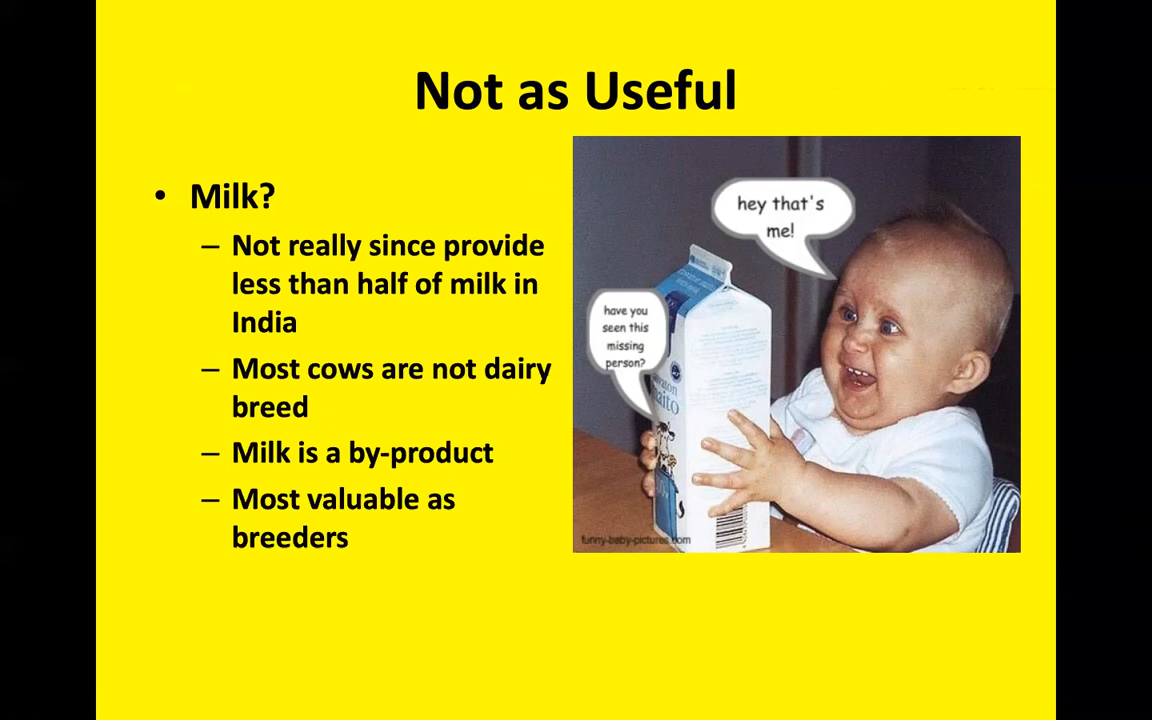 Not as Useful
• Milk?
– Not really since provide
less than half of milk in
India
– Most cows are not dairy
breed
– Milk is a by-product
– Most valuable as
breeders
hey that's
me!
have you
seen this
missing
person?
funny-baby-pictures.com